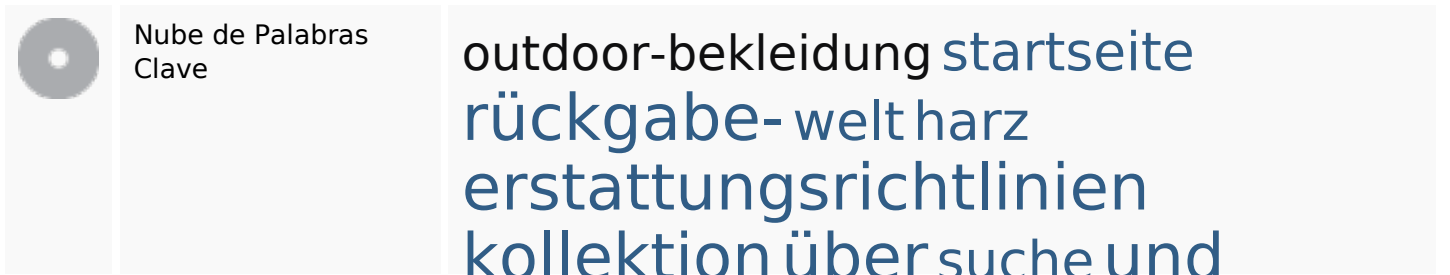 Nube de Palabras
Clave
outdoor-bekleidung startseite
rückgabe- welt harz
erstattungsrichtlinien
kollektion über suche und